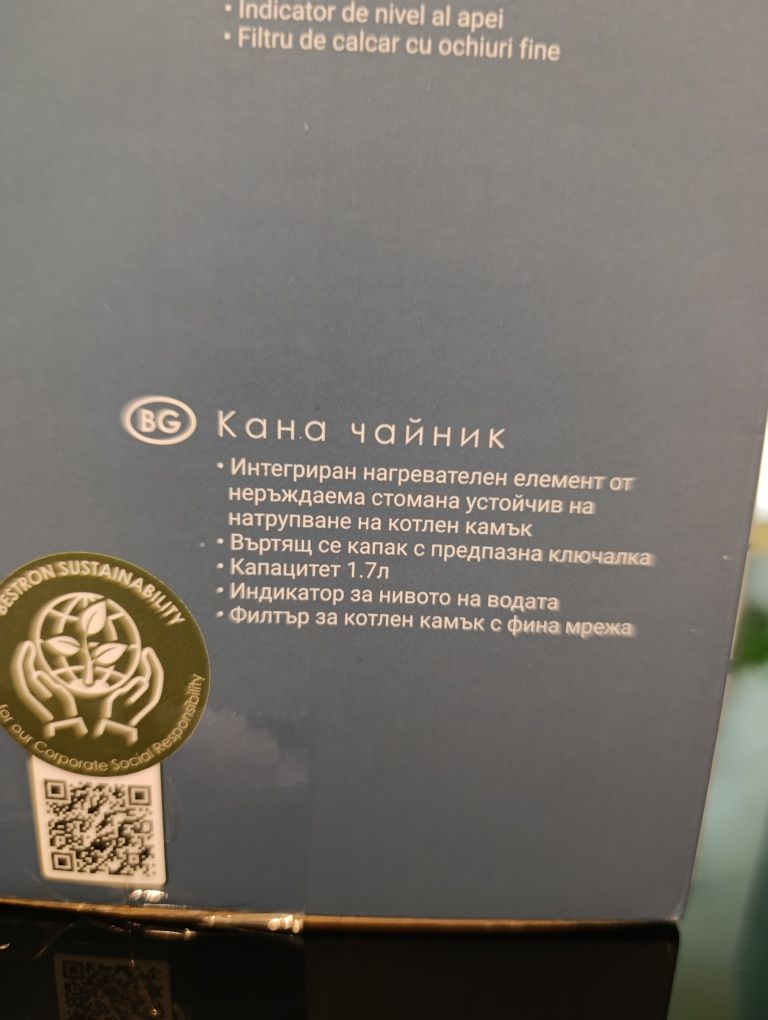 • Indicator de nivel al apei
• Filtru de calcar cu ochiuri fine
BG Кана чайник
• Интегриран нагревателен елемент от
неръждаема стомана устойчив на
натрупване на котлен камък
• Въртящ се капак с предпазна ключалка
• Капацитет 1.7л
• Индикатор за нивото на водата
• Филтър за котлен камък с фина мрежа
BESTRON SUSTAINABILITY
for our Corporate Social Responsibility